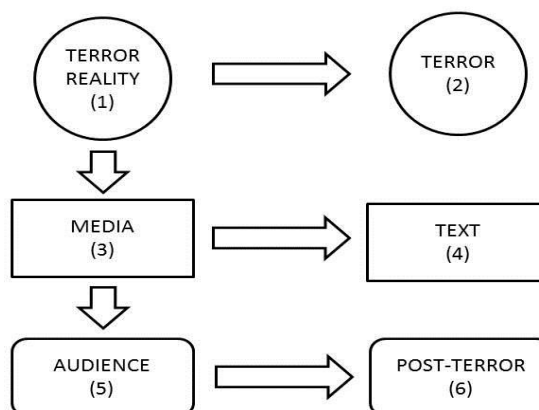 TERROR
REALITY
(1)
TERROR
(2)
MEDIA
(3)
TEXT
(4)
AUDIENCE
(5)
POST-TERROR
(6)